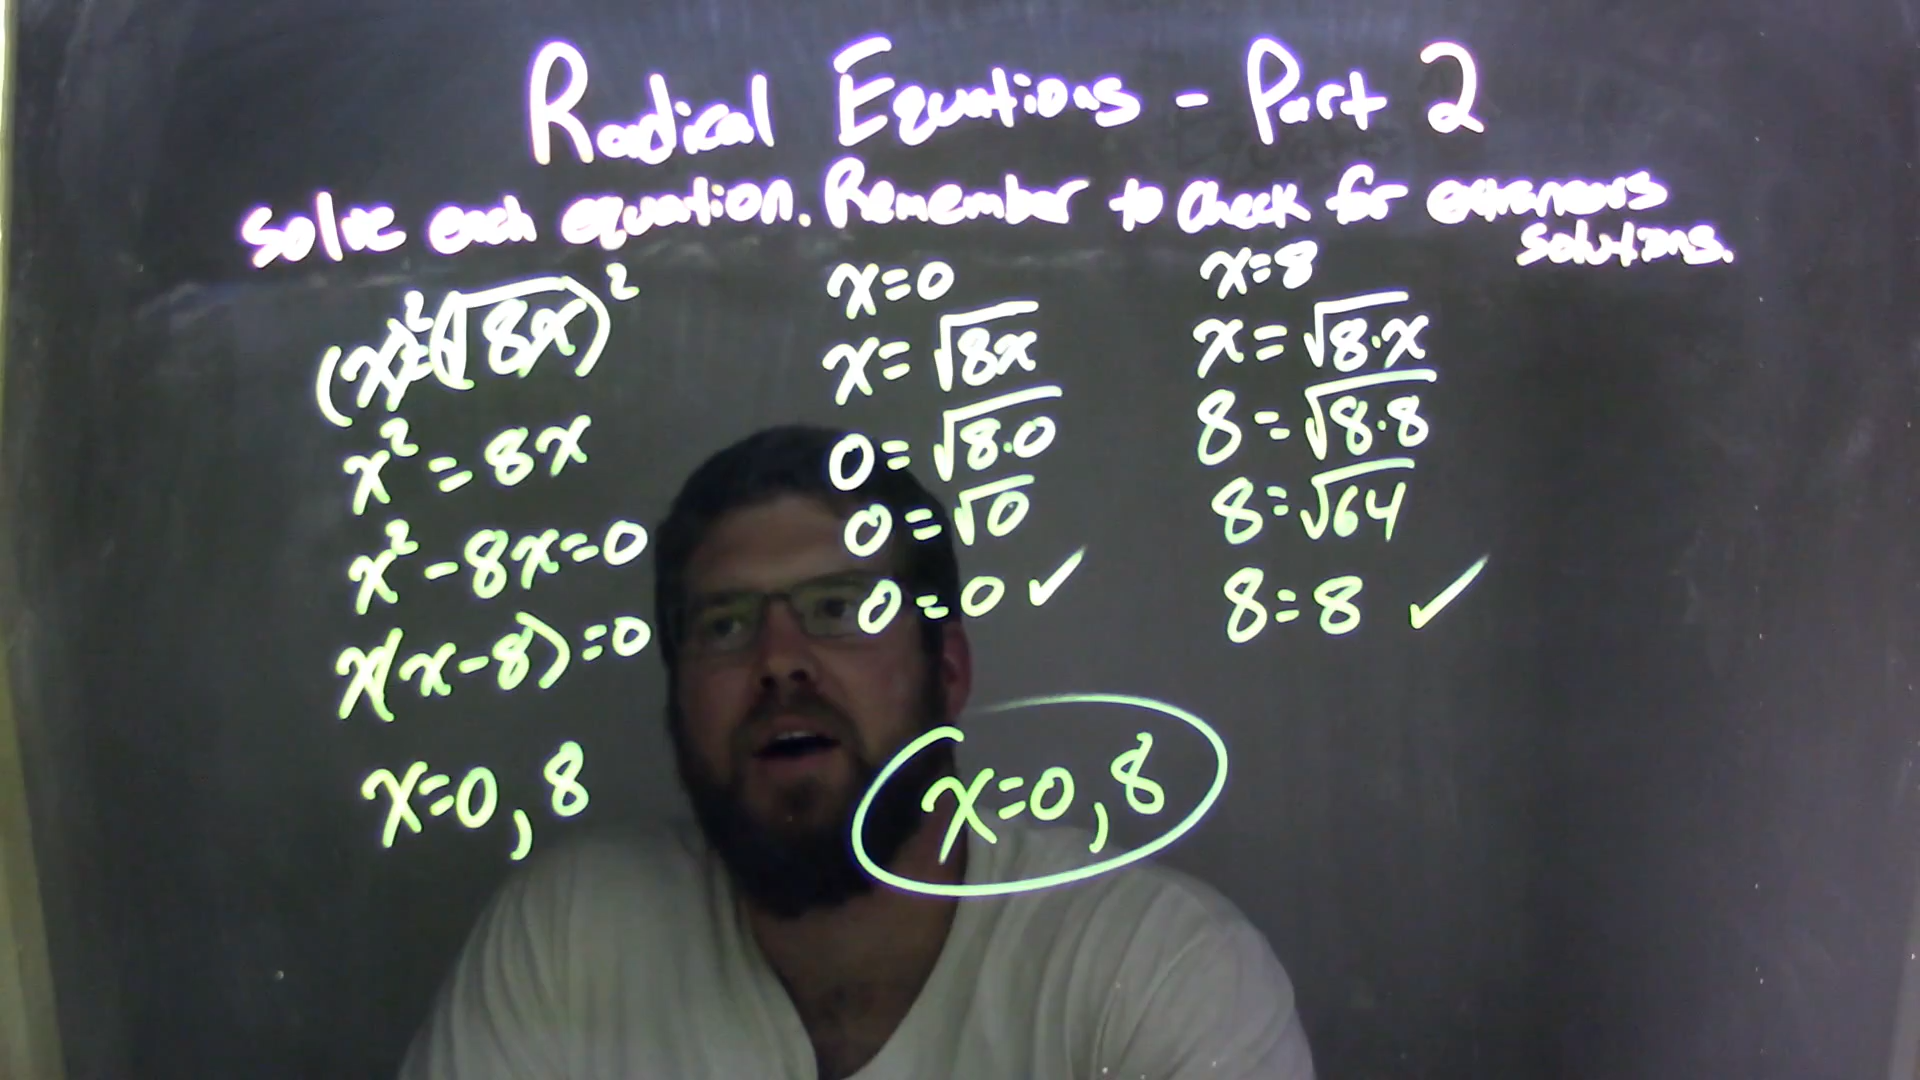 Radical Equations - Part 2
Solve each equation. Remember to check for extraneous
solutions.
(x)²=(√8x)²
x² = 8x
x² - 8x = 0
x(x-8) = 0
x=0, 8
x=0
x = √8x
0 = √8·0
0 = √0
0 = 0 ✓
x=8
x = √8·x
8 = √8·8
8 = √64
8 = 8 ✓
x=0, 8